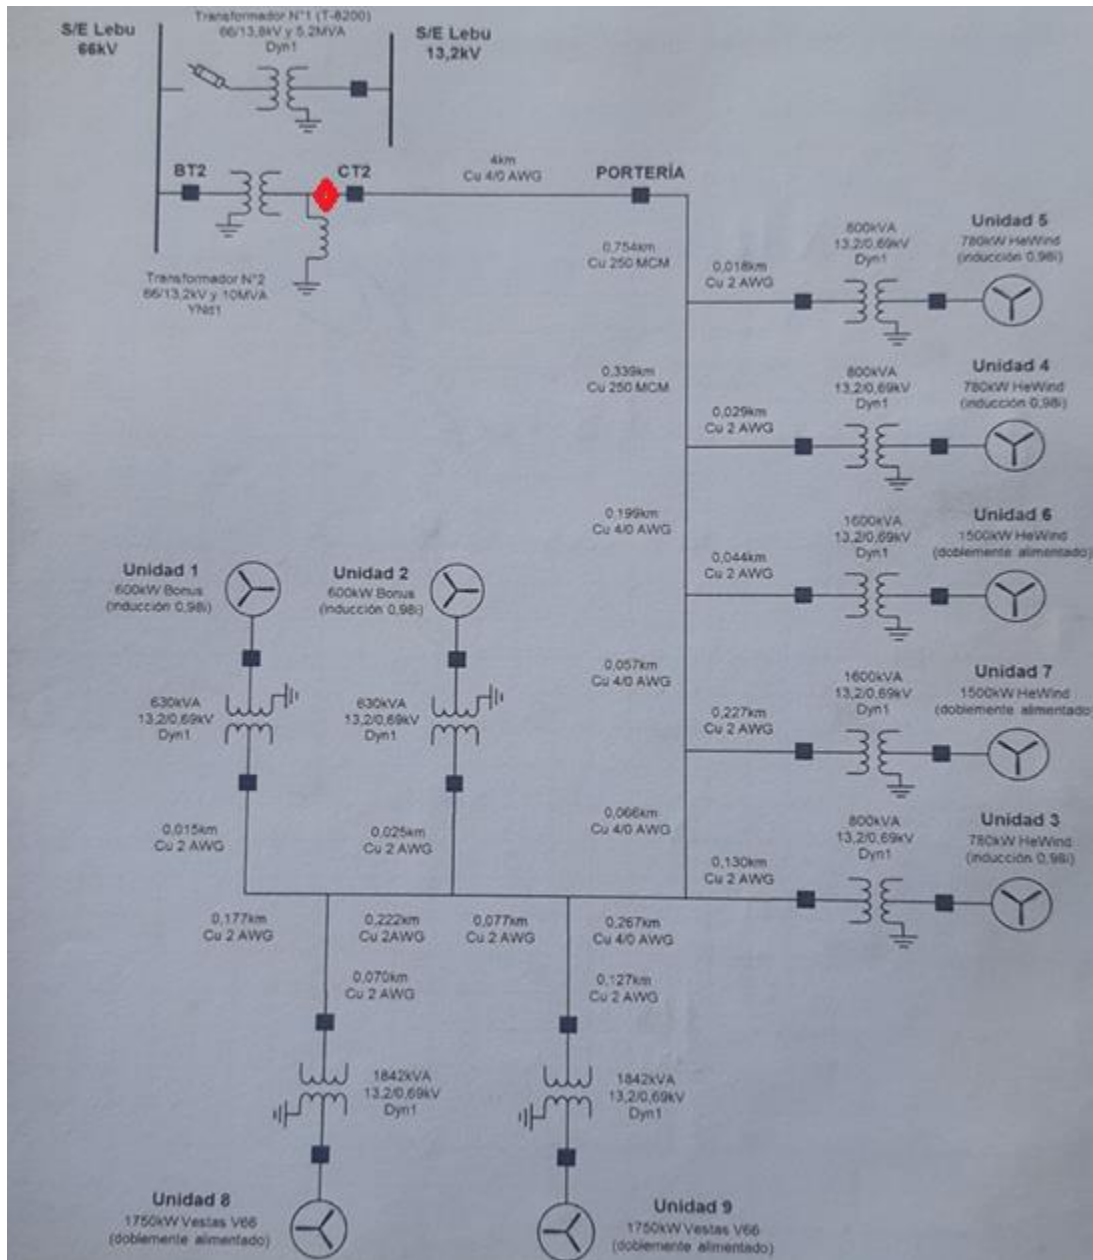 S/E Lebu
66kV
Transformador N°1 (T-8200)
66/13,8kV y 5.2MVA
Dyn1
S/E Lebu
13,2kV
BT2
CT2
4km
Cu 4/0 AWG
PORTERÍA
Transformador N°2
66/13,2kV y 10MVA
YNd1
0,754km
Cu 250 MCM
0,018km
Cu 2 AWG
800kVA
13,2/0,69kV
Dyn1
Unidad 5
780kW HeWind
(inducción 0,98i)
0,339km
Cu 250 MCM
0,029km
Cu 2 AWG
800kVA
13,2/0,69kV
Dyn1
Unidad 4
780kW HeWind
(inducción 0,98i)
0,199km
Cu 4/0 AWG
0,044km
Cu 2 AWG
1600kVA
13,2/0,69kV
Dyn1
Unidad 6
1500kW HeWind
(doblemente alimentado)
Unidad 1
600kW Bonus
(inducción 0,98i)
Unidad 2
600kW Bonus
(inducción 0,98i)
0,057km
Cu 4/0 AWG
0,227km
Cu 2 AWG
1600kVA
13,2/0,69kV
Dyn1
Unidad 7
1500kW HeWind
(doblemente alimentado)
630kVA
13,2/0,69kV
Dyn1
630kVA
13,2/0,69kV
Dyn1
0,015km
Cu 2 AWG
0,025km
Cu 2 AWG
0,066km
Cu 4/0 AWG
0,130km
Cu 2 AWG
800kVA
13,2/0,69kV
Dyn1
Unidad 3
780kW HeWind
(inducción 0,98i)
0,177km
Cu 2 AWG
0,222km
Cu 2AWG
0,077km
Cu 2 AWG
0,267km
Cu 4/0 AWG
0,070km
Cu 2 AWG
0,127km
Cu 2 AWG
1842kVA
13,2/0,69kV
Dyn1
1842kVA
13,2/0,69kV
Dyn1
Unidad 8
1750kW Vestas V66
(doblemente alimentado)
Unidad 9
1750kW Vestas V66
(doblemente alimentado)